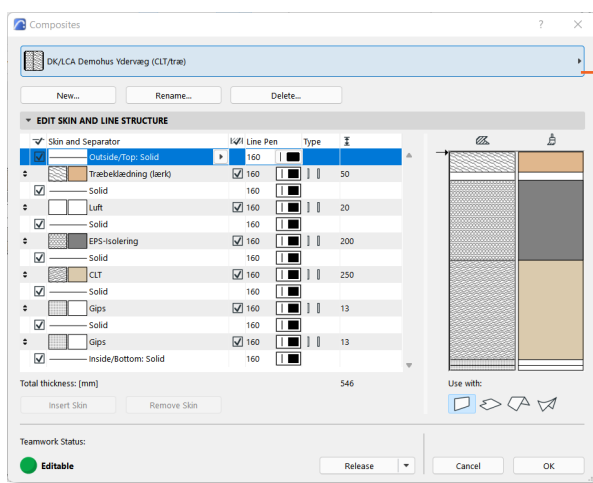 Composites ?
DK/LCA Demohus Ydervæg (CLT/træ)
New... Rename... Delete...
EDIT SKIN AND LINE STRUCTURE
Skin and Separator Line Pen Type
Outside/Top: Solid 160
Træbeklædning (lærk) 160 50
Solid 160
Luft 160 20
Solid 160
EPS-Isolering 160 200
Solid 160
CLT 160 250
Solid 160
Gips 160 13
Solid 160
Gips 160 13
Inside/Bottom: Solid 160
Total thickness: [mm] 546
Use with:
Insert Skin Remove Skin
Teamwork Status:
Editable Release Cancel OK